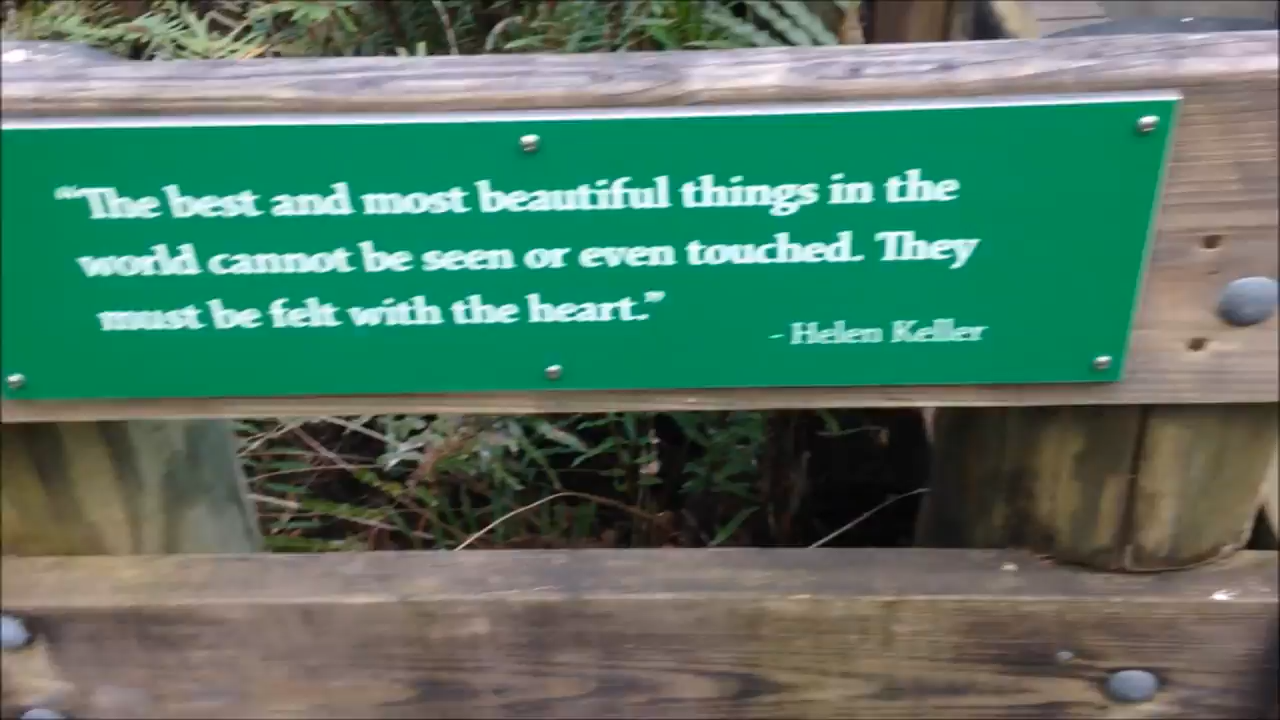 “The best and most beautiful things in the
world cannot be seen or even touched. They
must be felt with the heart.”
- Helen Keller